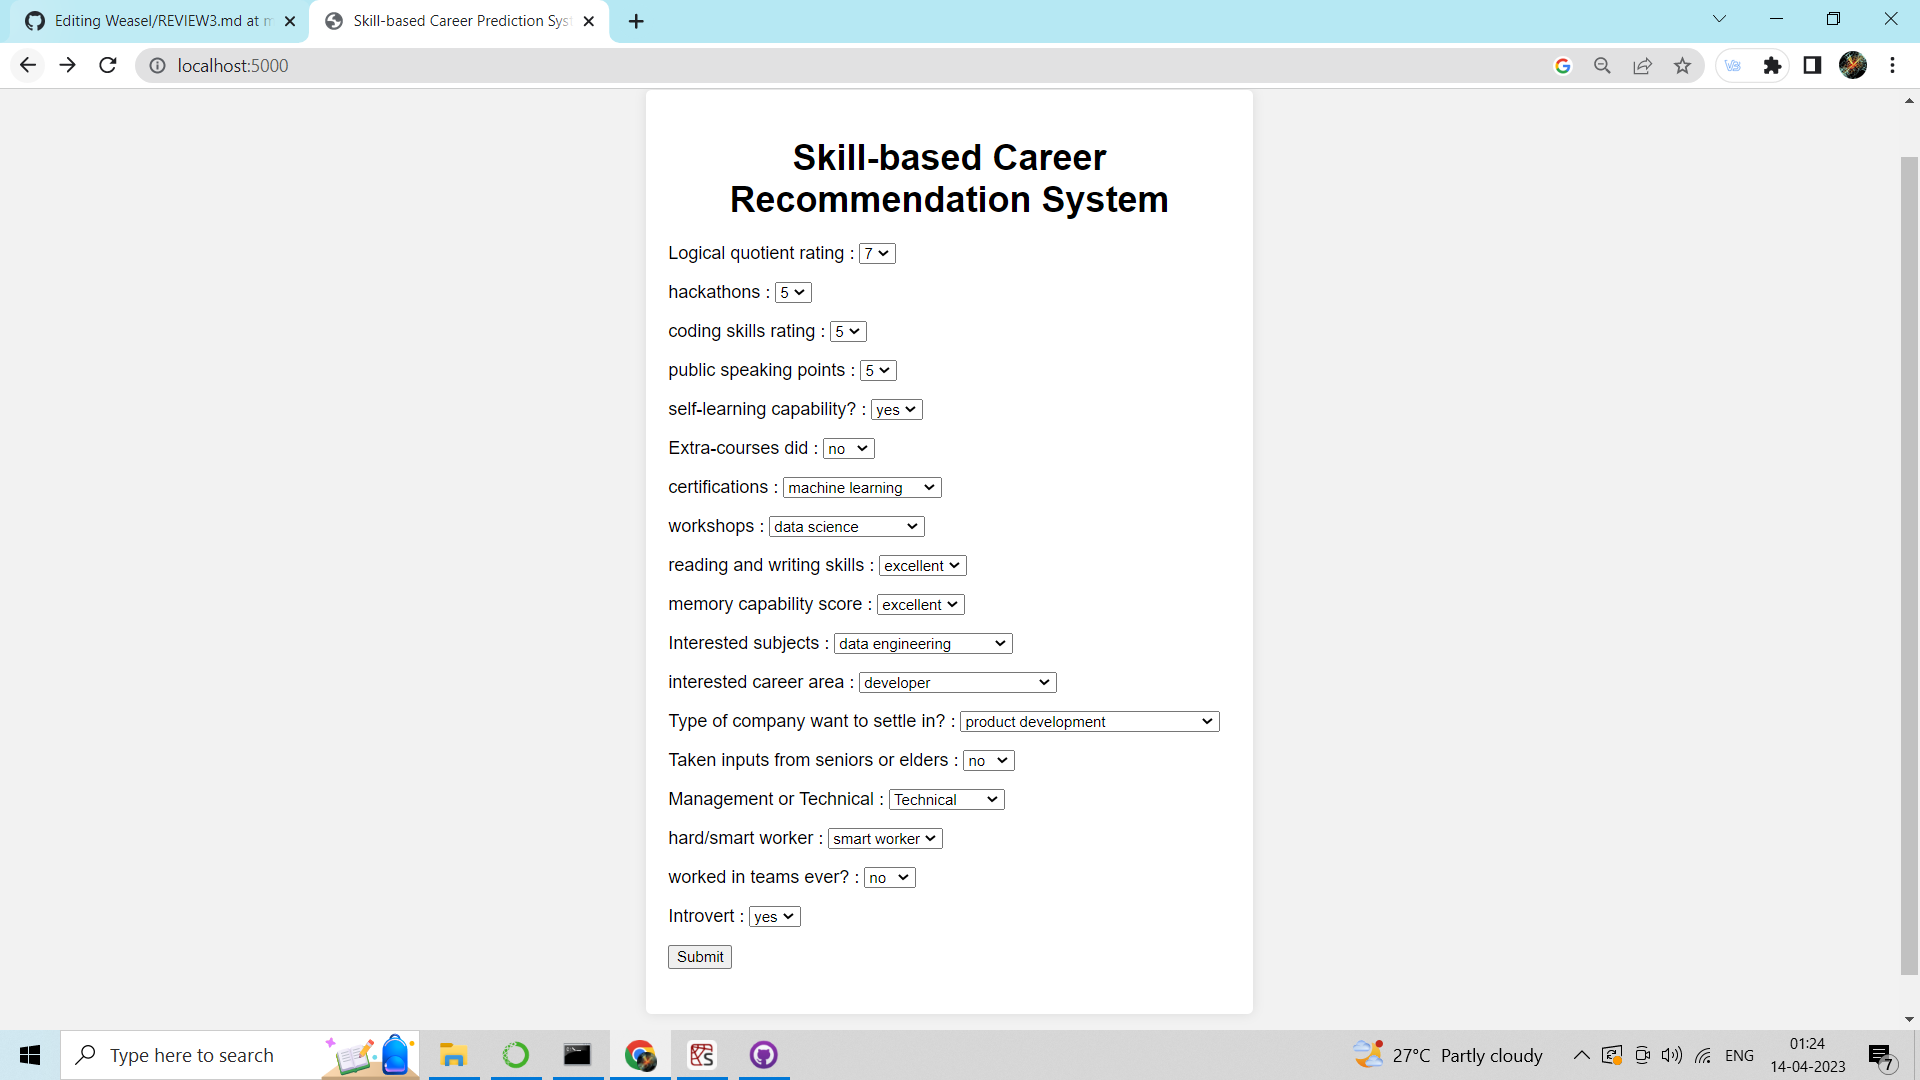 Editing Weasel/REVIEW3.md at m
Skill-based Career Prediction Syst
localhost:5000
Skill-based Career
Recommendation System
Logical quotient rating : 7
hackathons : 5
coding skills rating : 5
public speaking points : 5
self-learning capability? : yes
Extra-courses did : no
certifications : machine learning
workshops : data science
reading and writing skills : excellent
memory capability score : excellent
Interested subjects : data engineering
interested career area : developer
Type of company want to settle in? : product development
Taken inputs from seniors or elders : no
Management or Technical : Technical
hard/smart worker : smart worker
worked in teams ever? : no
Introvert : yes
Submit
Type here to search
27°C Partly cloudy
ENG
01:24
14-04-2023
7